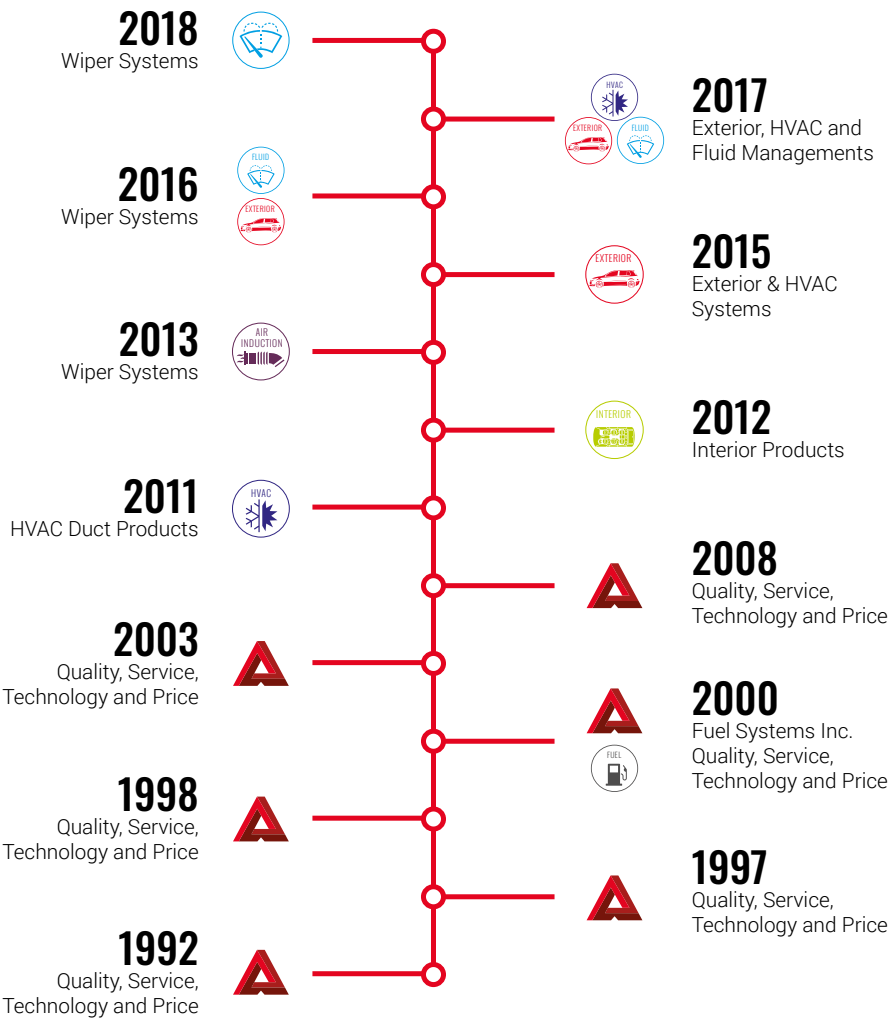 2018
Wiper Systems
HVAC
EXTERIOR
FLUID
2017
Exterior, HVAC and
Fluid Managements
2016
Wiper Systems
FLUID
EXTERIOR
EXTERIOR
2015
Exterior & HVAC
Systems
2013
Wiper Systems
AIR
INDUCTION
INTERIOR
2012
Interior Products
2011
HVAC Duct Products
HVAC
2008
Quality, Service,
Technology and Price
2003
Quality, Service,
Technology and Price
2000
Fuel Systems Inc.
Quality, Service,
Technology and Price
FUEL
1998
Quality, Service,
Technology and Price
1997
Quality, Service,
Technology and Price
1992
Quality, Service,
Technology and Price